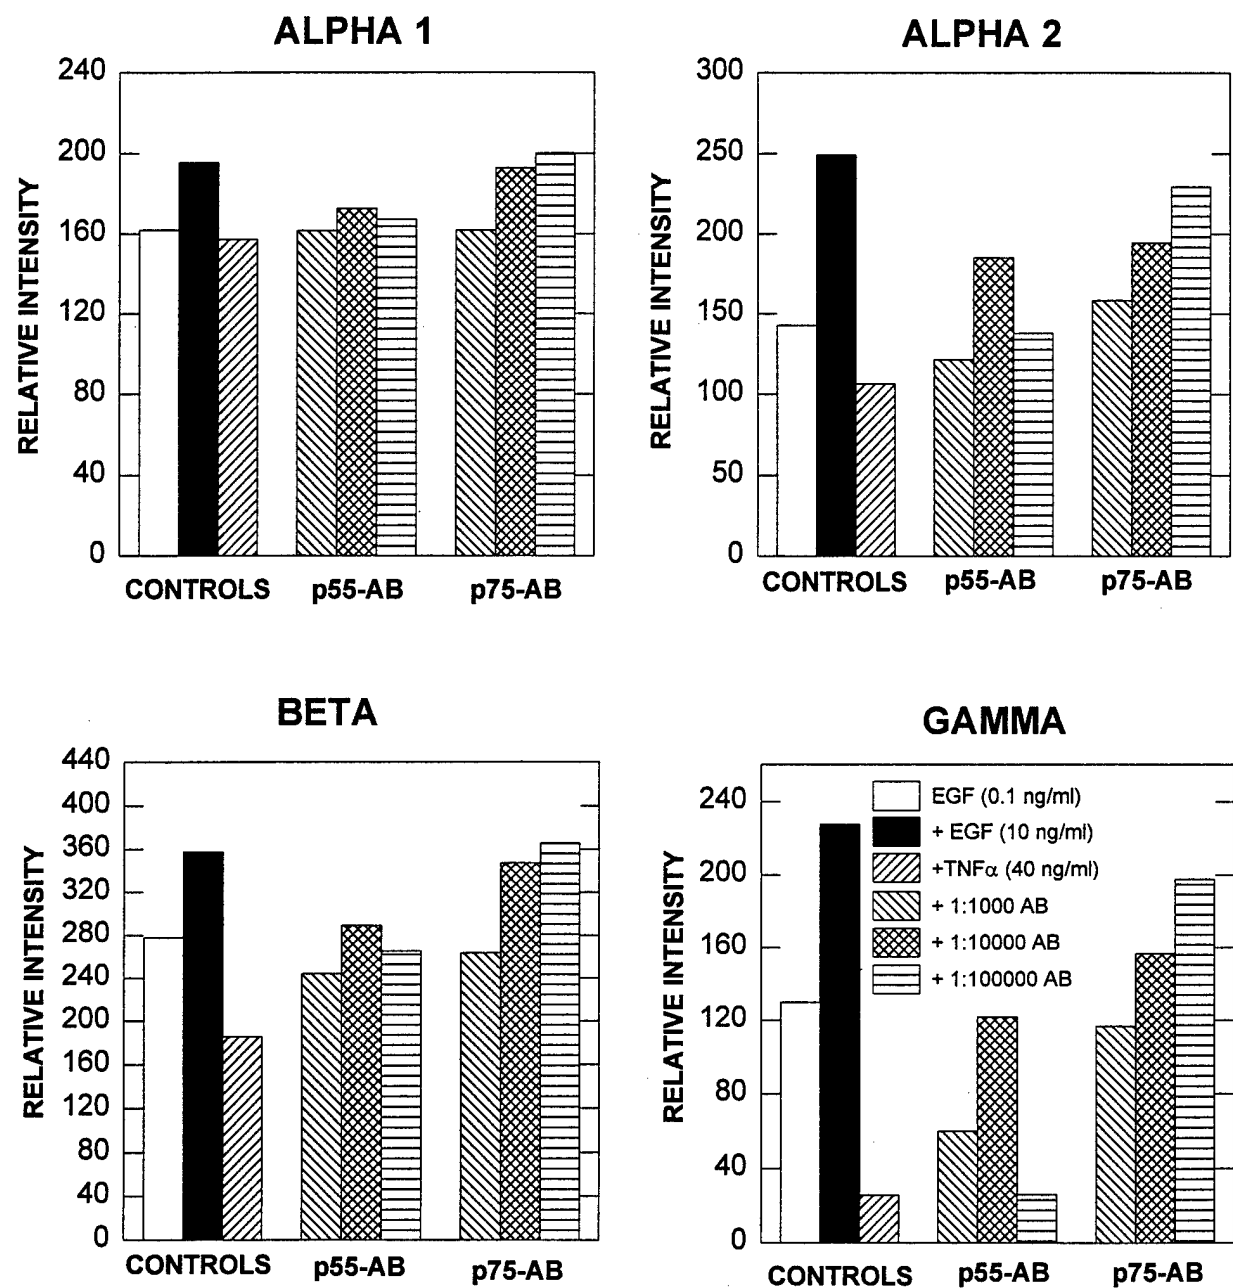 ALPHA 1
RELATIVE INTENSITY
240
200
160
120
80
40
0
CONTROLS p55-AB p75-AB
ALPHA 2
RELATIVE INTENSITY
300
250
200
150
100
50
0
CONTROLS p55-AB p75-AB
BETA
RELATIVE INTENSITY
440
400
360
320
280
240
200
160
120
80
40
0
CONTROLS p55-AB p75-AB
GAMMA
RELATIVE INTENSITY
240
200
160
120
80
40
0
EGF (0.1 ng/ml)
+ EGF (10 ng/ml)
+TNFα (40 ng/ml)
+ 1:1000 AB
+ 1:10000 AB
+ 1:100000 AB
CONTROLS p55-AB p75-AB